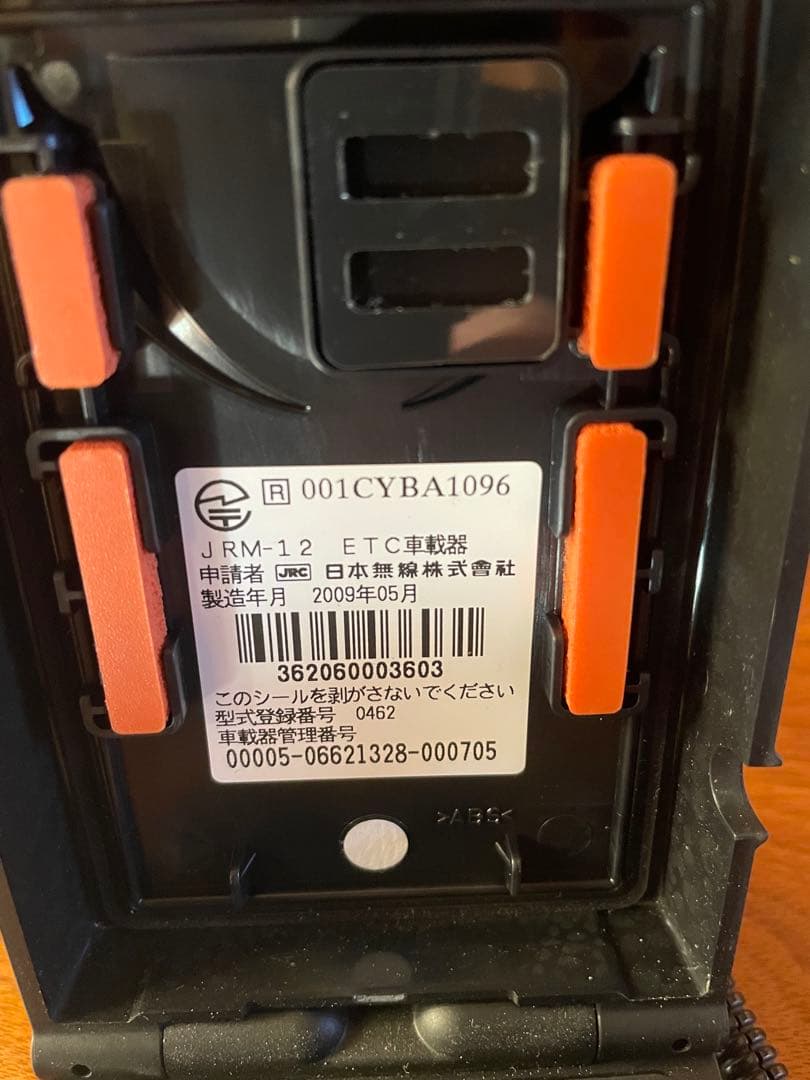 R 001CYBA1096
JRM-12 ETC車載器
申請者 JRC 日本無線株式會社
製造年月 2009年05月
362060003603
このシールを剥がさないでください
型式登録番号 0462
車載器管理番号
00005-06621328-000705
>ABS<